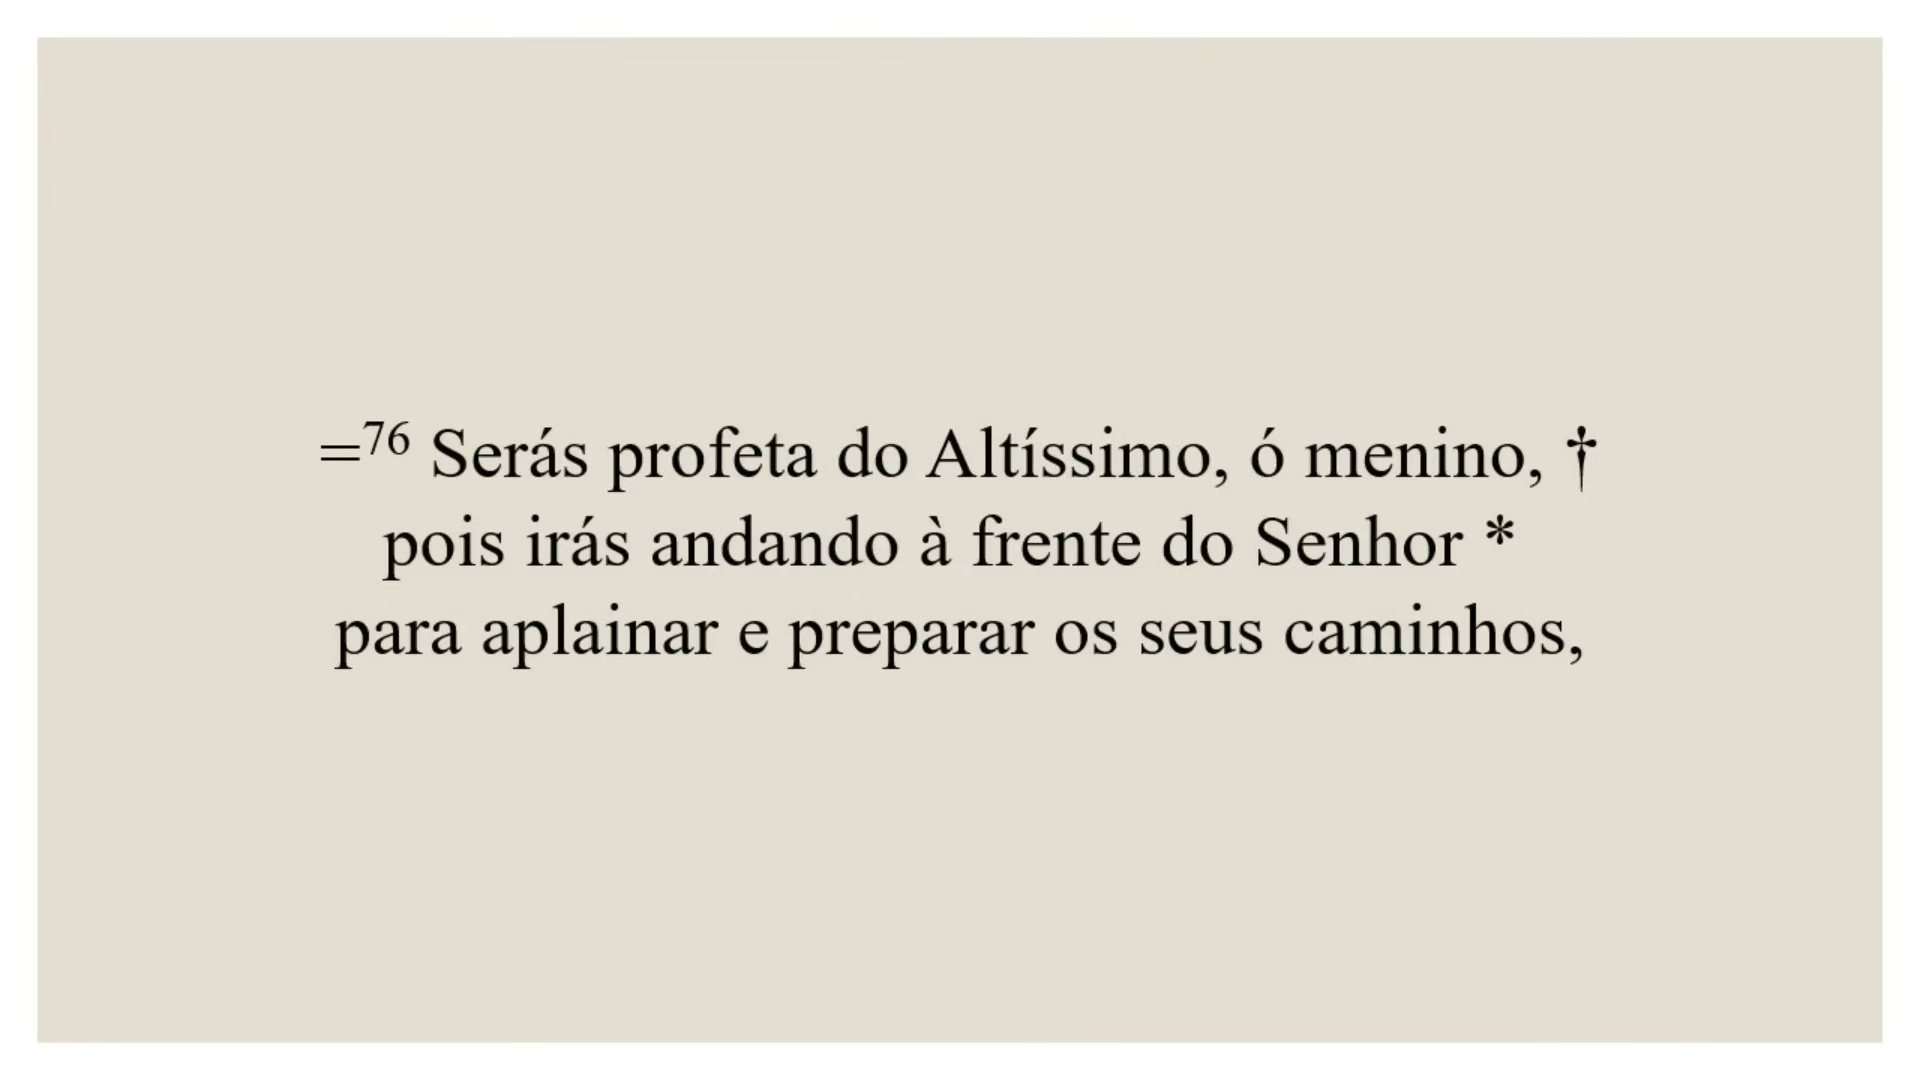 =76 Serás profeta do Altíssimo, ó menino, †
pois irás andando à frente do Senhor *
para aplainar e preparar os seus caminhos,